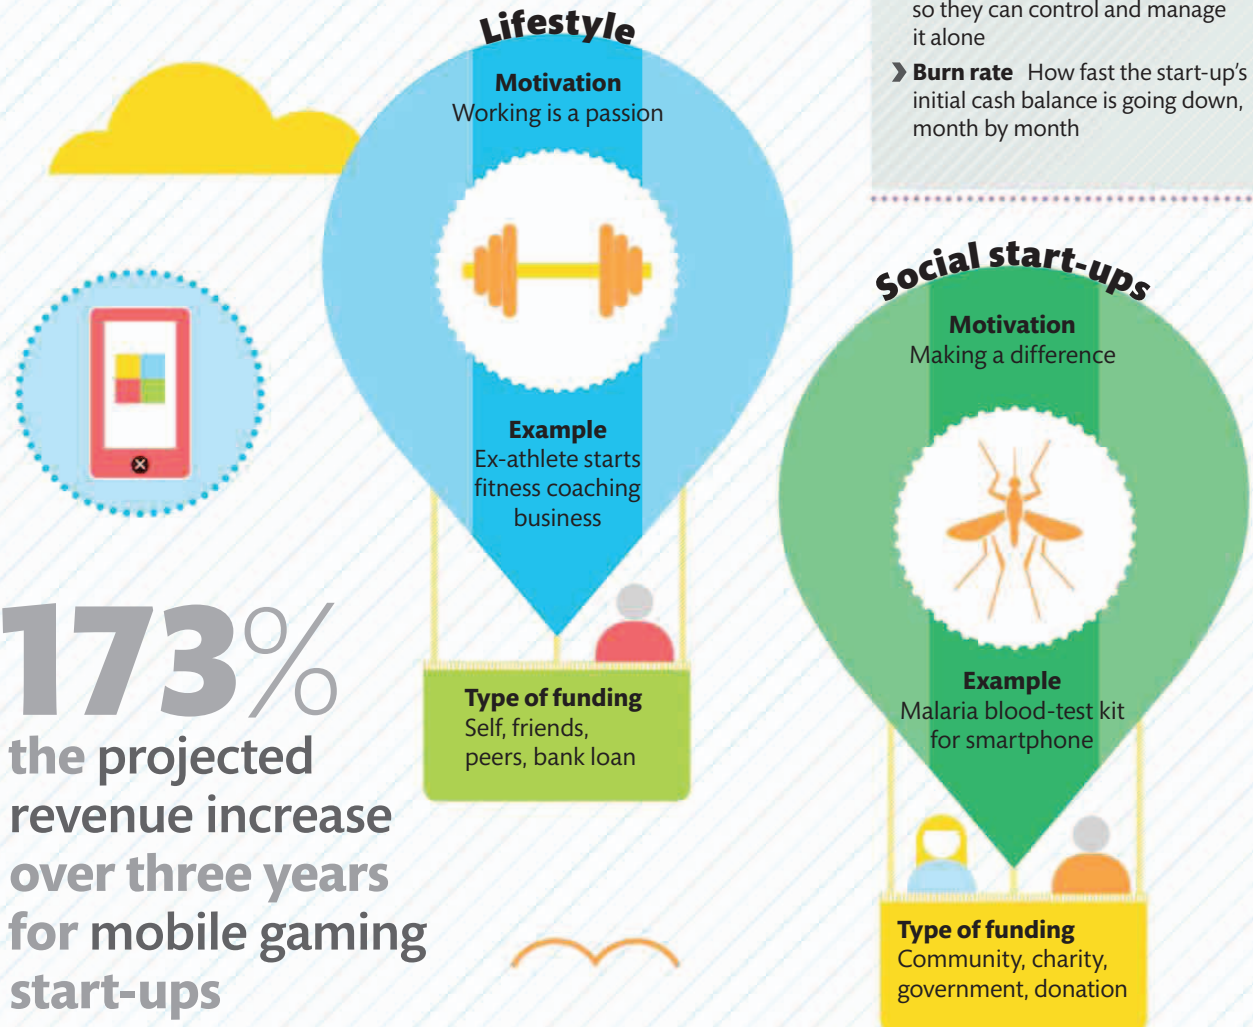 so they can control and manage
it alone
❯ Burn rate How fast the start-up's
initial cash balance is going down,
month by month
Lifestyle
Motivation
Working is a passion
Example
Ex-athlete starts
fitness coaching
business
Type of funding
Self, friends,
peers, bank loan
Social start-ups
Motivation
Making a difference
Example
Malaria blood-test kit
for smartphone
Type of funding
Community, charity,
government, donation
173%
the projected
revenue increase
over three years
for mobile gaming
start-ups